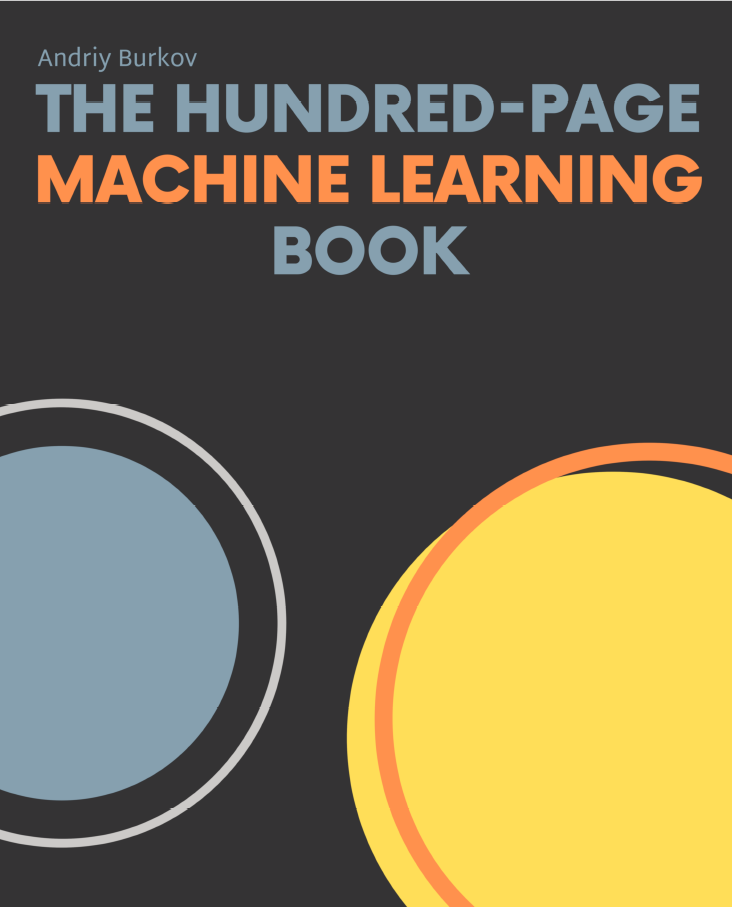 Andriy Burkov
THE HUNDRED-PAGE
MACHINE LEARNING
BOOK